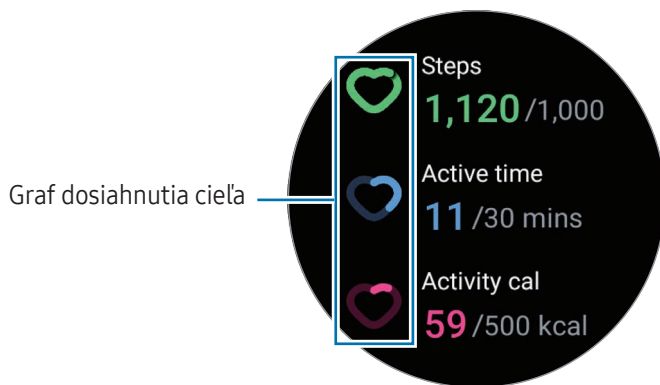 Graf dosiahnutia cieľa
Steps
1,120/1,000
Active time
11/30 mins
Activity cal
59/500 kcal